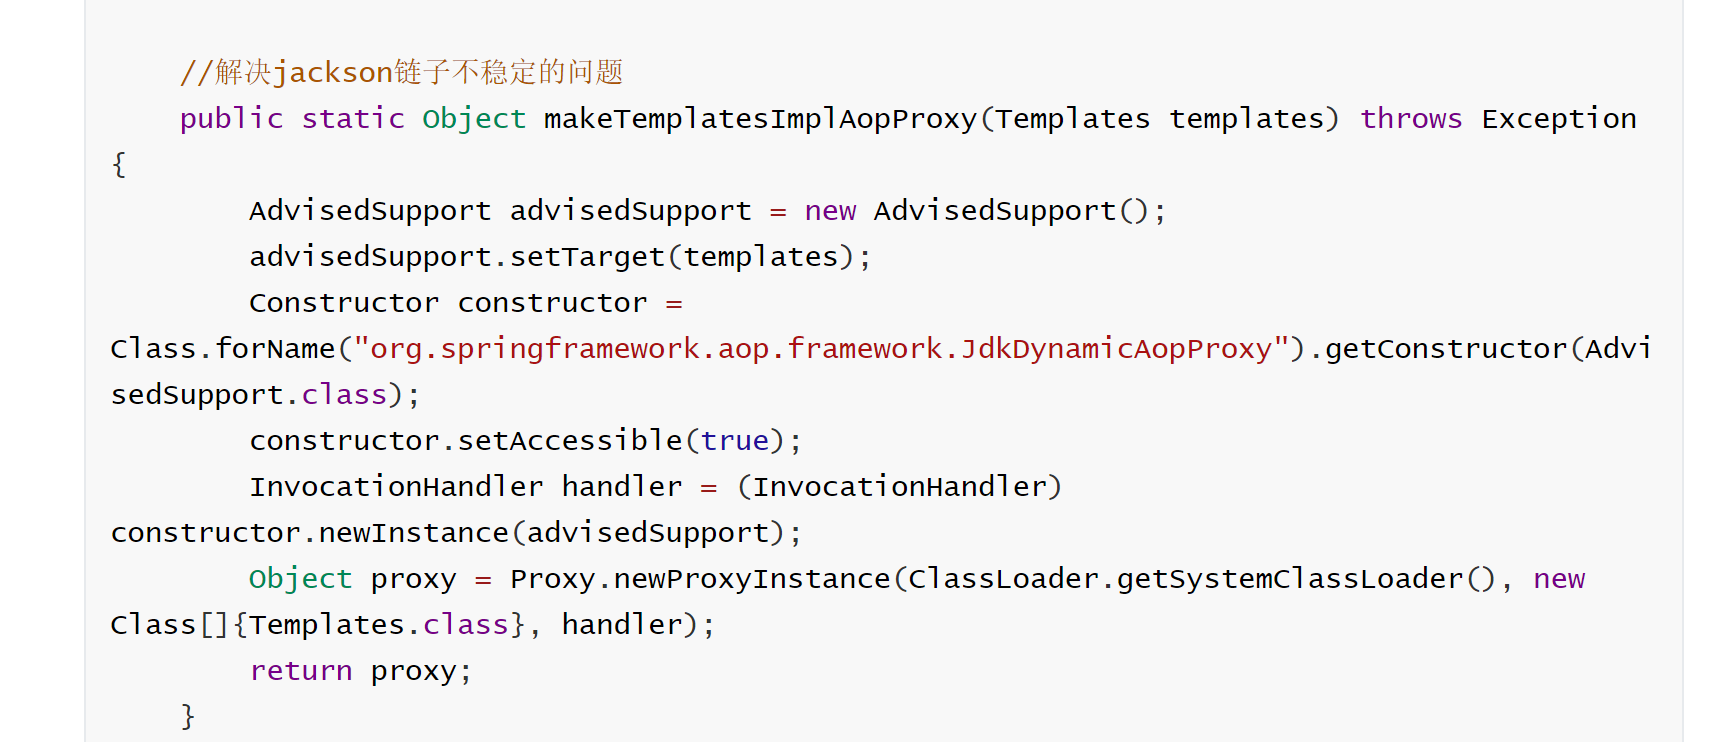 //解决jackson链子不稳定的问题
public static Object makeTemplatesImplAopProxy(Templates templates) throws Exception
{
AdvisedSupport advisedSupport = new AdvisedSupport();
advisedSupport.setTarget(templates);
Constructor constructor =
Class.forName("org.springframework.aop.framework.JdkDynamicAopProxy").getConstructor(Advi
sedSupport.class);
constructor.setAccessible(true);
InvocationHandler handler = (InvocationHandler)
constructor.newInstance(advisedSupport);
Object proxy = Proxy.newProxyInstance(ClassLoader.getSystemClassLoader(), new
Class[]{Templates.class}, handler);
return proxy;
}